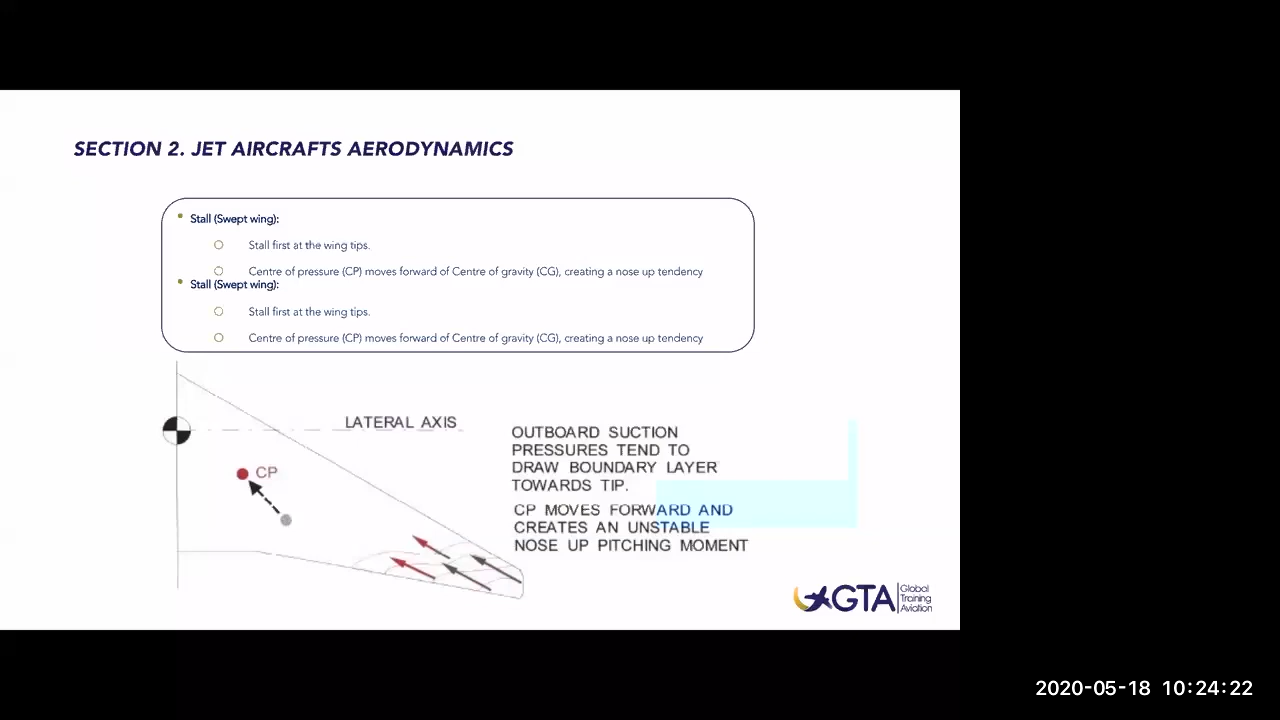 SECTION 2. JET AIRCRAFTS AERODYNAMICS
Stall (Swept wing):
Stall first at the wing tips.
Centre of pressure (CP) moves forward of Centre of gravity (CG), creating a nose up tendency
Stall (Swept wing):
Stall first at the wing tips.
Centre of pressure (CP) moves forward of Centre of gravity (CG), creating a nose up tendency
LATERAL AXIS
CP
OUTBOARD SUCTION
PRESSURES TEND TO
DRAW BOUNDARY LAYER
TOWARDS TIP.
CP MOVES FORWARD AND
CREATES AN UNSTABLE
NOSE UP PITCHING MOMENT
GTA
Global
Training
Aviation
2020-05-18 10:24:22